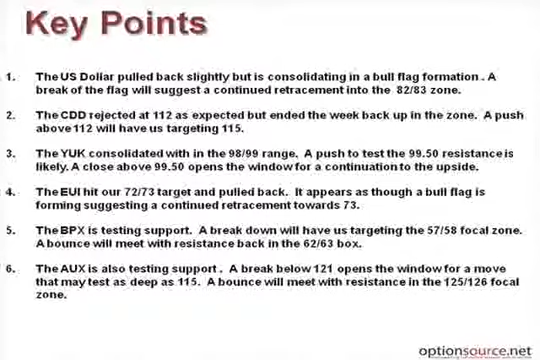 Key Points
1. The US Dollar pulled back slightly but is consolidating in a bull flag formation . A
break of the flag will suggest a continued retracement into the 82/83 zone.
2. The CDD rejected at 112 as expected but ended the week back up in the zone. A push
above 112 will have us targeting 115.
3. The YUK consolidated with in the 98/99 range. A push to test the 99.50 resistance is
likely. A close above 99.50 opens the window for a continuation to the upside.
4. The EUI hit our 72/73 target and pulled back. It appears as though a bull flag is
forming suggesting a continued retracement towards 73.
5. The BPX is testing support. A break down will have us targeting the 57/58 focal zone.
A bounce will meet with resistance back in the 62/63 box.
6. The AUX is also testing support . A break below 121 opens the window for a move
that may test as deep as 115. A bounce will meet with resistance in the 125/126 focal
zone.
optionsource.net